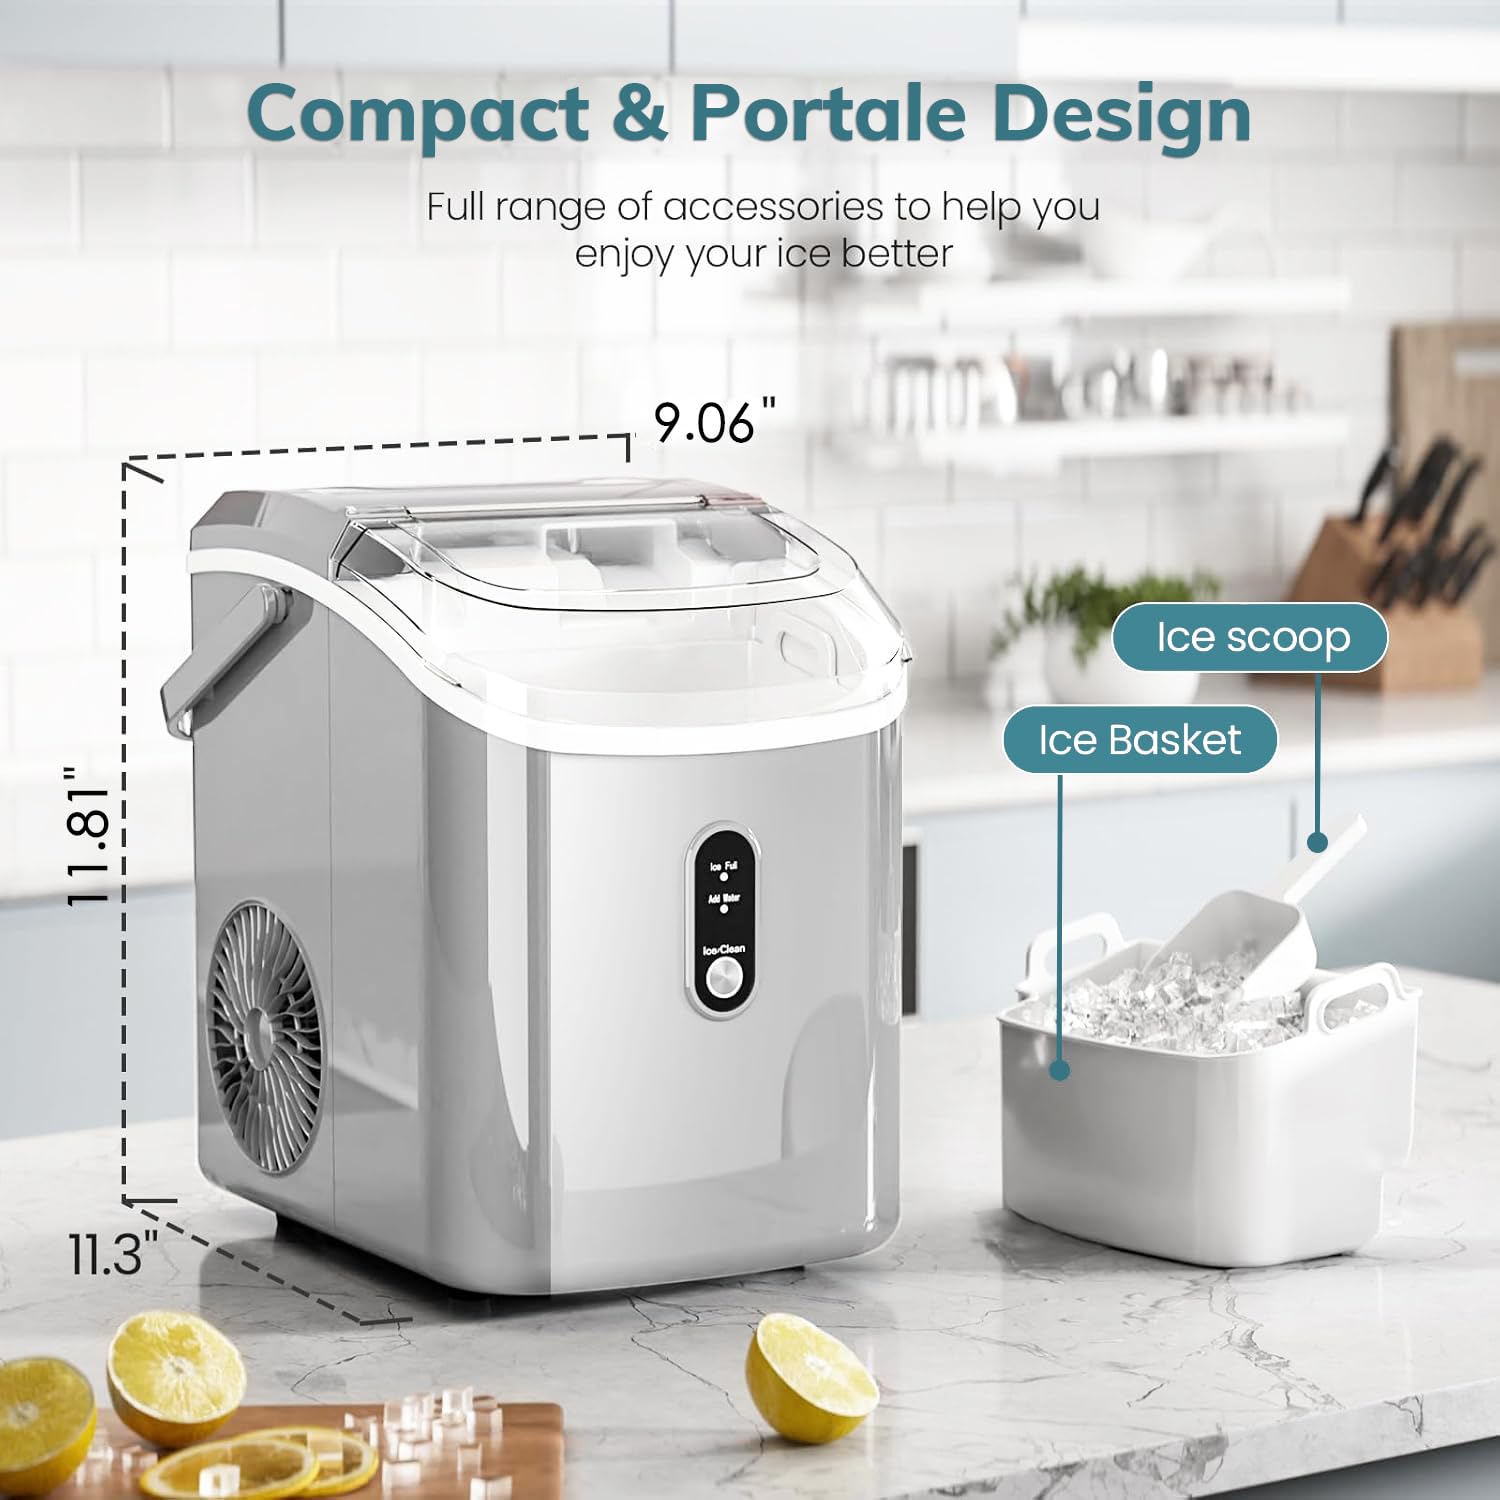 Compact & Portale Design
Full range of accessories to help you
enjoy your ice better
9.06"
11.81"
11.3"
Ice scoop
Ice Basket
Ice Full
Add Water
Ice/Clean